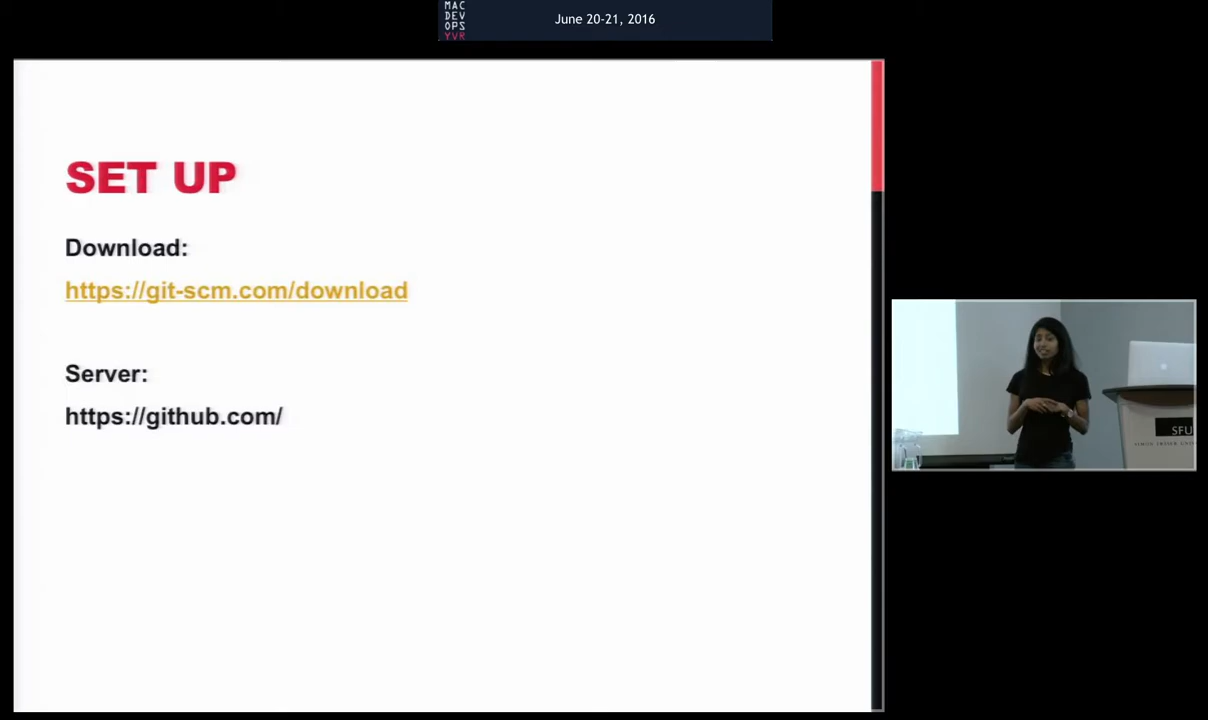 MAC
DEV
OPS
YVR
June 20-21, 2016
SET UP
Download:
https://git-scm.com/download
Server:
https://github.com/
SFU